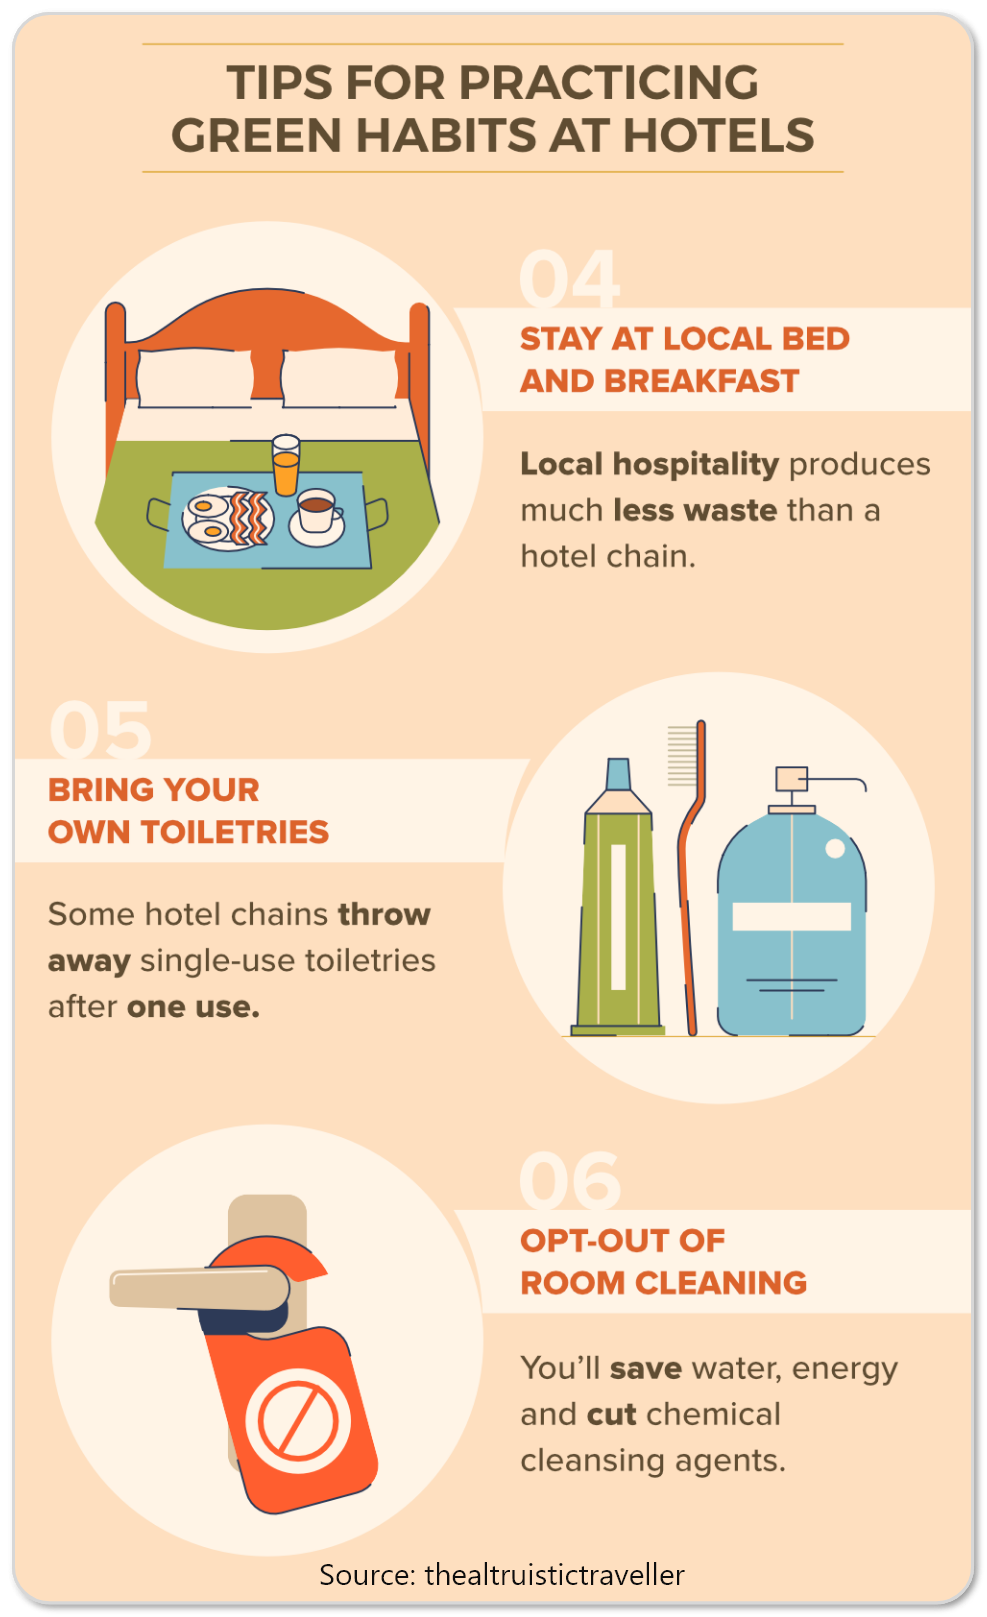 TIPS FOR PRACTICING
GREEN HABITS AT HOTELS
04
STAY AT LOCAL BED
AND BREAKFAST
Local hospitality produces
much less waste than a
hotel chain.
05
BRING YOUR
OWN TOILETRIES
Some hotel chains throw
away single-use toiletries
after one use.
06
OPT-OUT OF
ROOM CLEANING
You’ll save water, energy
and cut chemical
cleansing agents.
Source: thealtruistictraveller